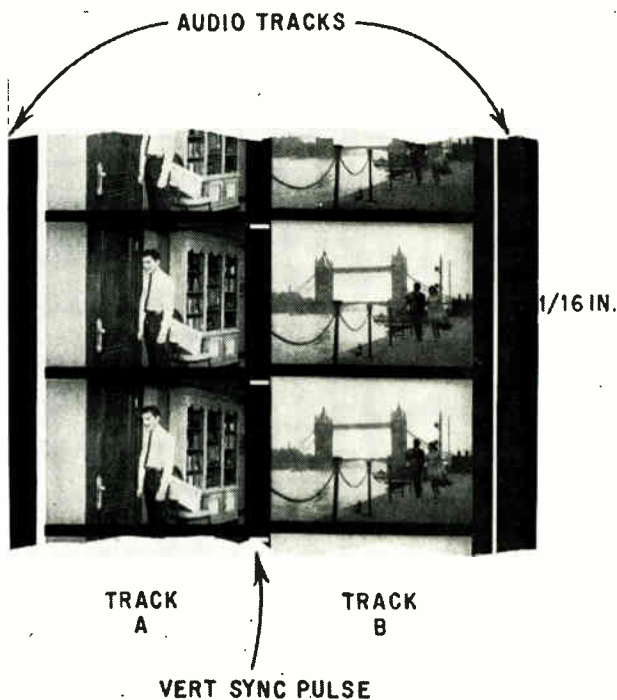 AUDIO TRACKS
1/16 IN.
TRACK
A
TRACK
B
VERT SYNC PULSE